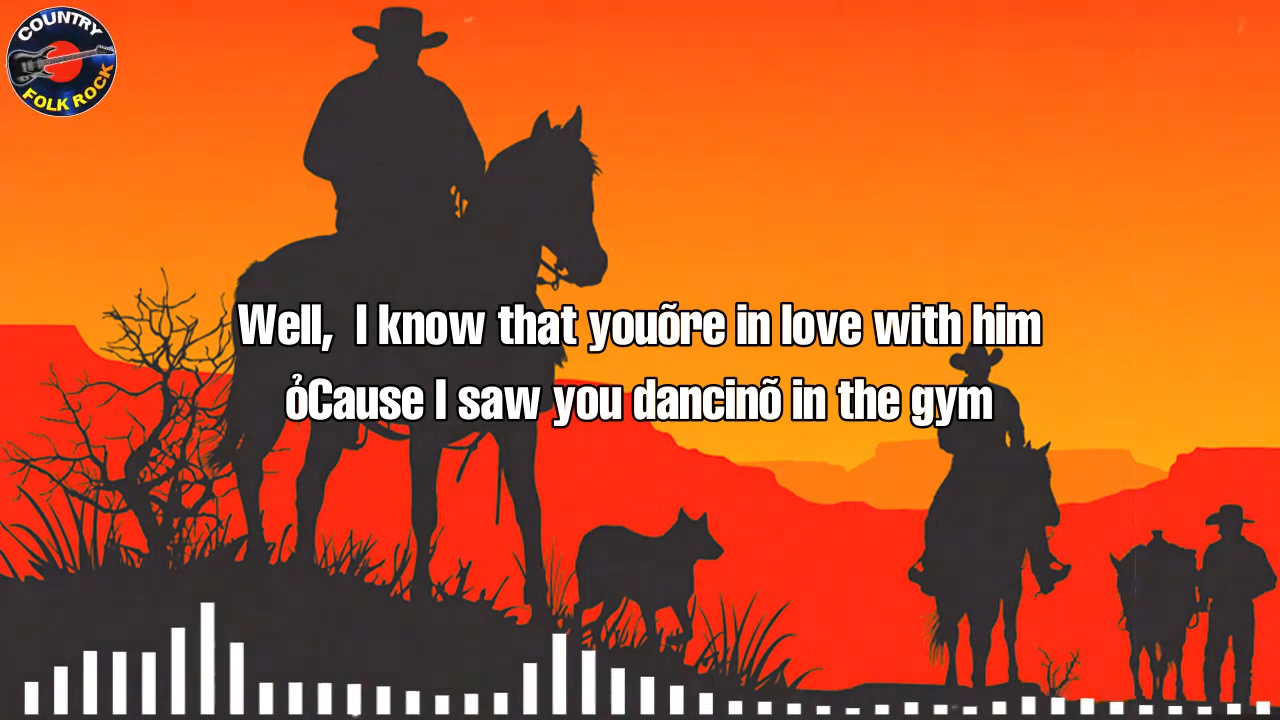 COUNTRY
FOLK ROCK
Well, I know that youõre in love with him
ỏCause I saw you dancinõ in the gym